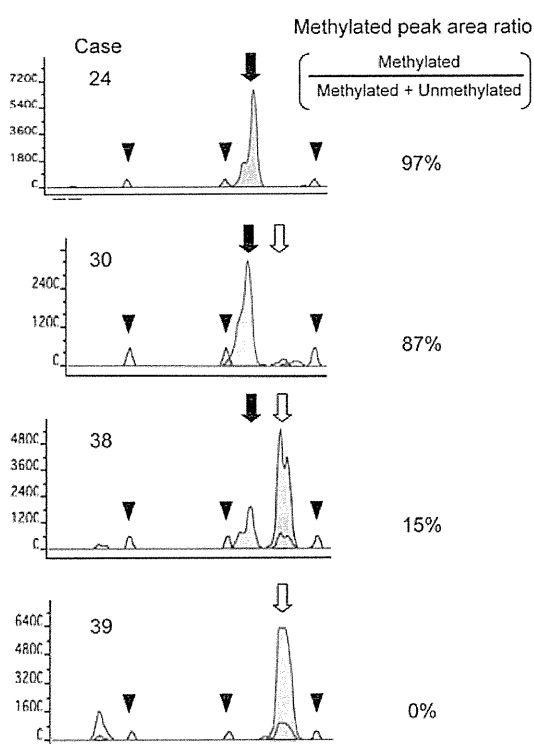 Methylated peak area ratio
Case
Methylated
Methylated + Unmethylated
24
720C
540C
360C
180C
C
97%
30
240C
120C
C
87%
38
480C
360C
240C
120C
C
15%
39
640C
480C
320C
160C
C
0%